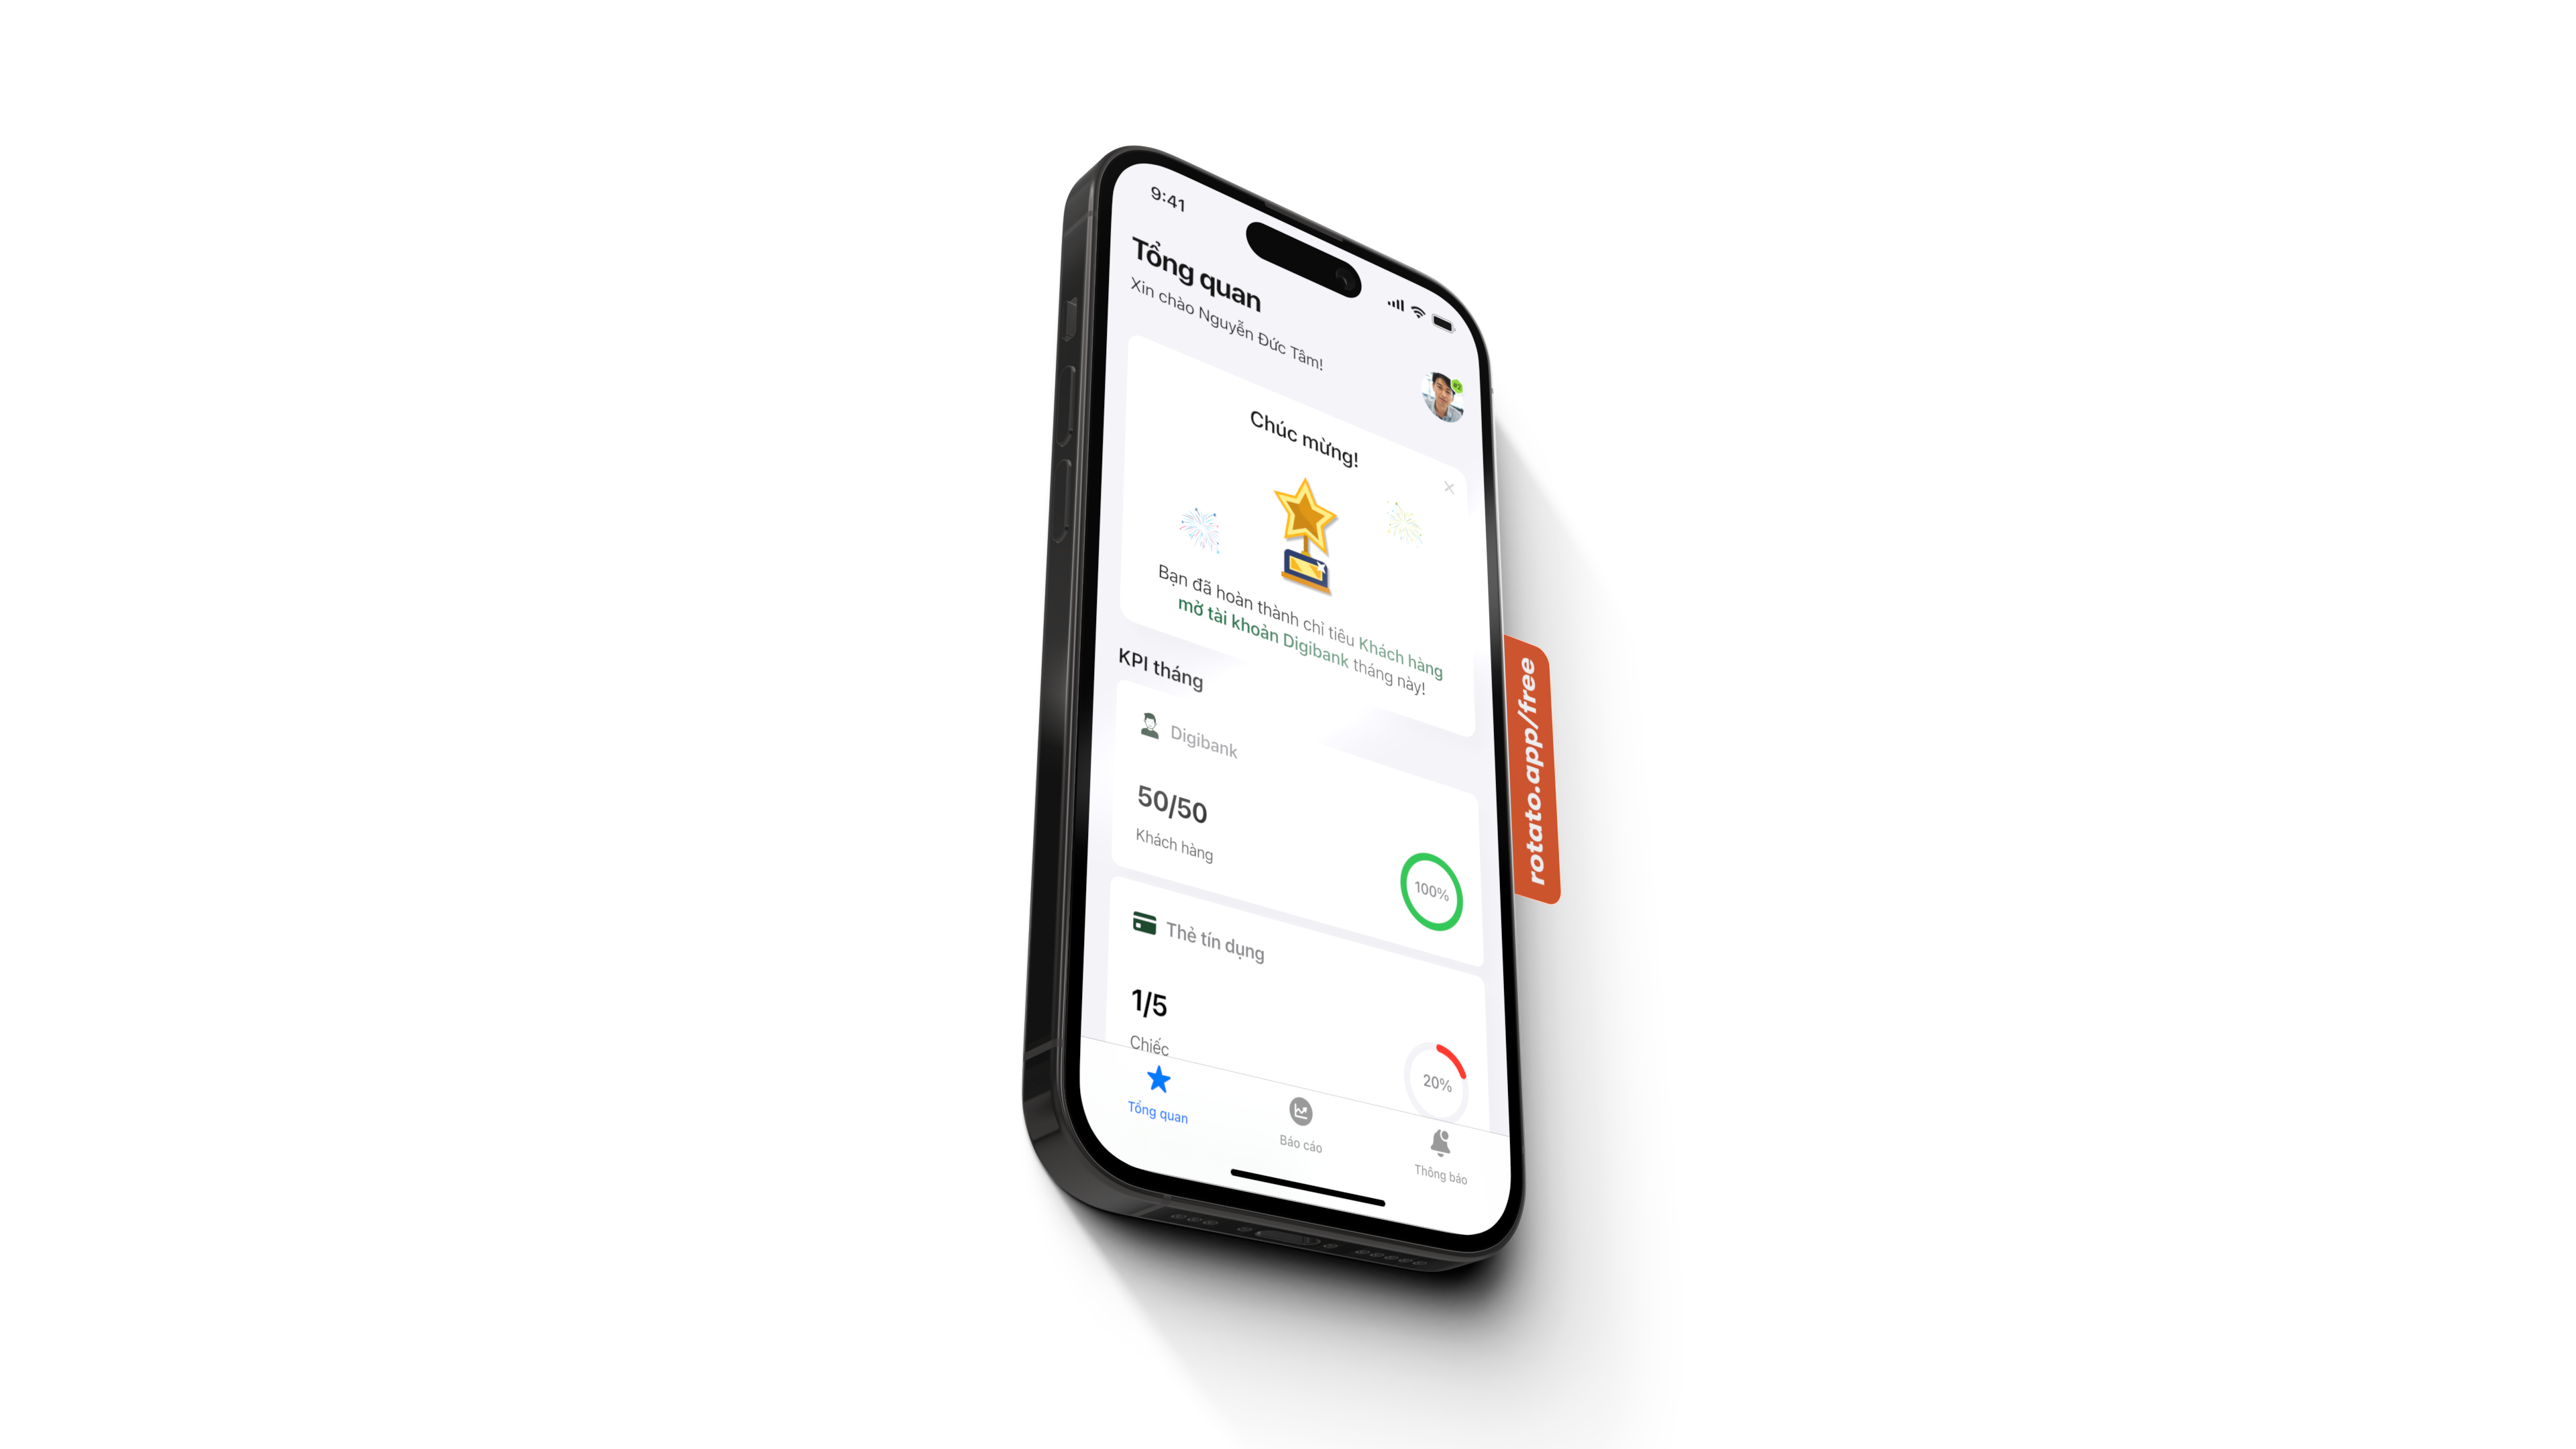 9:41
Tổng quan
Xin chào Nguyễn Đức Tâm!
Chúc mừng!
Bạn đã hoàn thành chỉ tiêu Khách hàng
mở tài khoản Digibank tháng này!
KPI tháng
Digibank
50/50
Khách hàng
100%
Thẻ tín dụng
1/5
Chiếc
20%
Tổng quan
Báo cáo
Thông báo
rotato.app/free